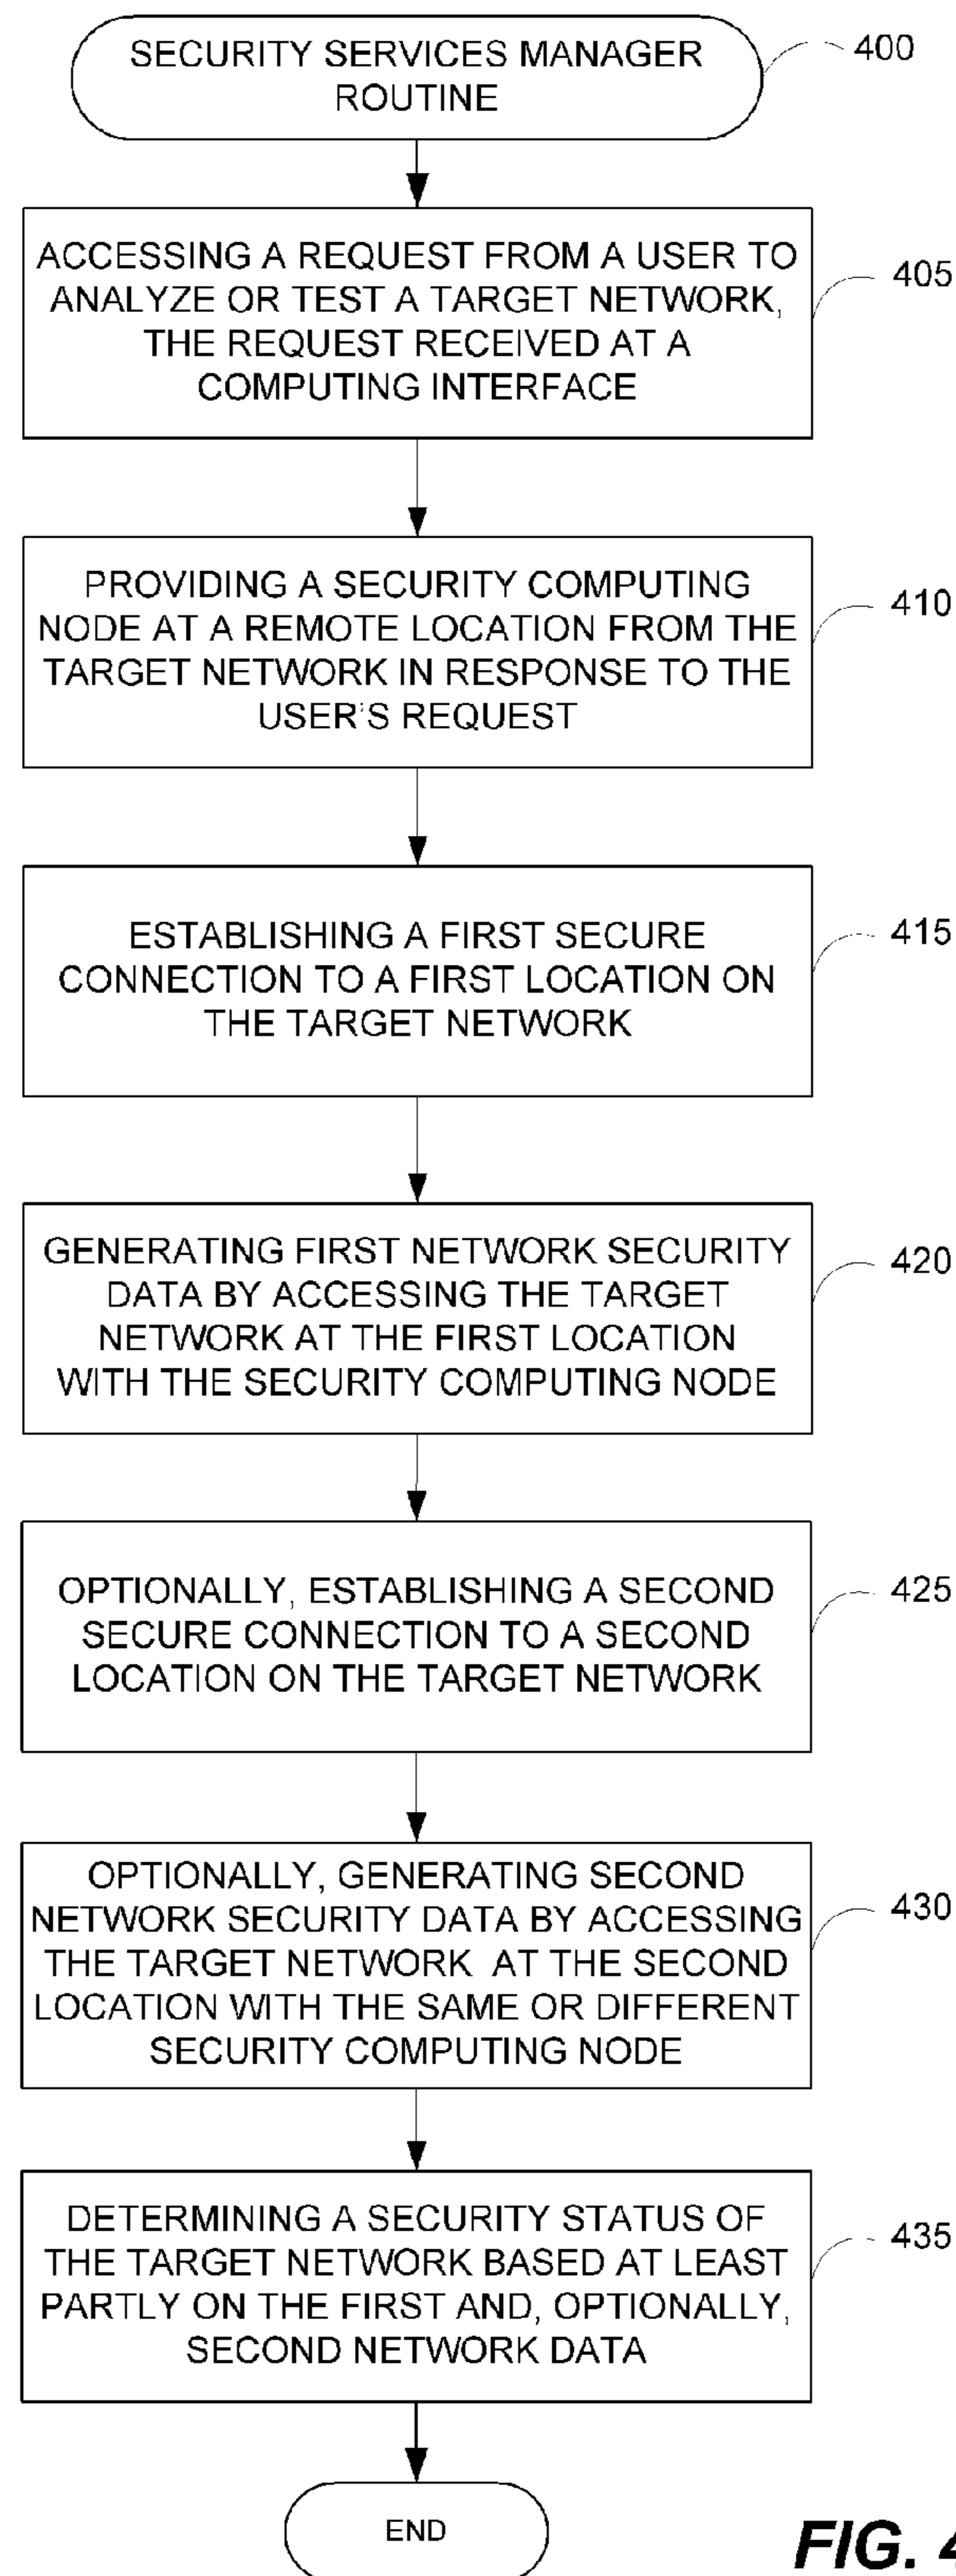 SECURITY SERVICES MANAGER
ROUTINE
400
ACCESSING A REQUEST FROM A USER TO
ANALYZE OR TEST A TARGET NETWORK,
THE REQUEST RECEIVED AT A
COMPUTING INTERFACE
405
PROVIDING A SECURITY COMPUTING
NODE AT A REMOTE LOCATION FROM THE
TARGET NETWORK IN RESPONSE TO THE
USER'S REQUEST
410
ESTABLISHING A FIRST SECURE
CONNECTION TO A FIRST LOCATION ON
THE TARGET NETWORK
415
GENERATING FIRST NETWORK SECURITY
DATA BY ACCESSING THE TARGET
NETWORK AT THE FIRST LOCATION
WITH THE SECURITY COMPUTING NODE
420
OPTIONALLY, ESTABLISHING A SECOND
SECURE CONNECTION TO A SECOND
LOCATION ON THE TARGET NETWORK
425
OPTIONALLY, GENERATING SECOND
NETWORK SECURITY DATA BY ACCESSING
THE TARGET NETWORK AT THE SECOND
LOCATION WITH THE SAME OR DIFFERENT
SECURITY COMPUTING NODE
430
DETERMINING A SECURITY STATUS OF
THE TARGET NETWORK BASED AT LEAST
PARTLY ON THE FIRST AND, OPTIONALLY,
SECOND NETWORK DATA
435
END
FIG. 4